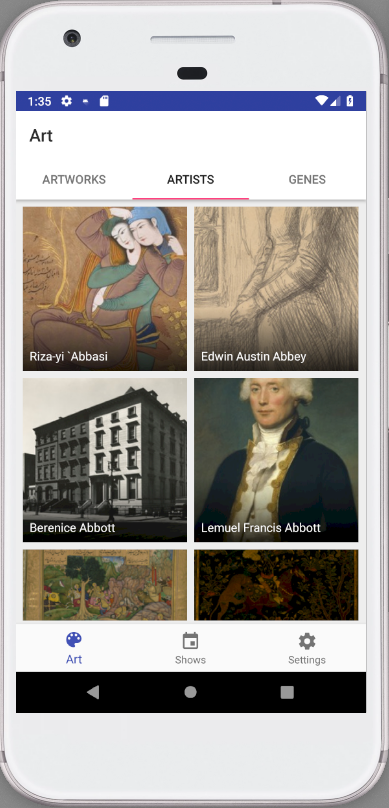 1:35
Art
ARTWORKS
ARTISTS
GENES
Riza-yi `Abbasi
Edwin Austin Abbey
Berenice Abbott
Lemuel Francis Abbott
Art
Shows
Settings